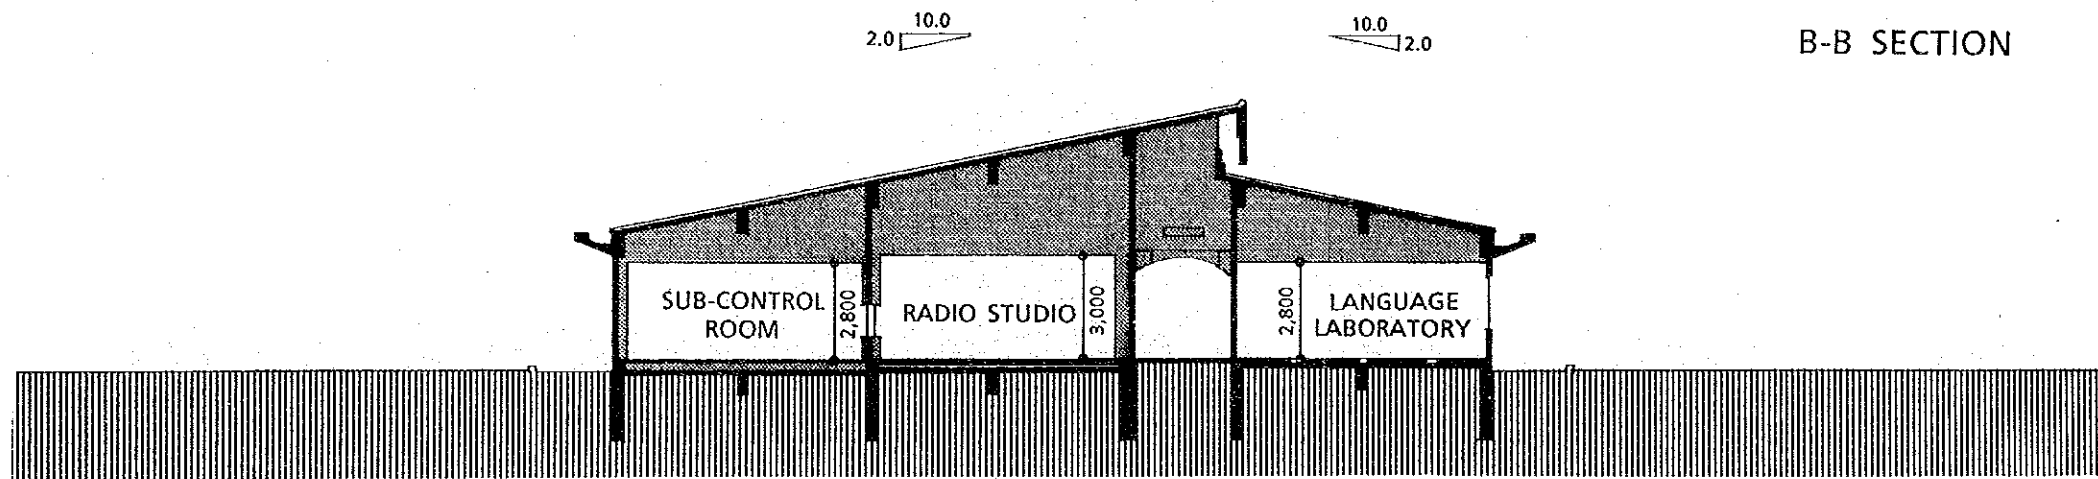 10.0
2.0
10.0
2.0
B-B SECTION
SUB-CONTROL
ROOM
2,800
RADIO STUDIO
3,000
2,800
LANGUAGE
LABORATORY